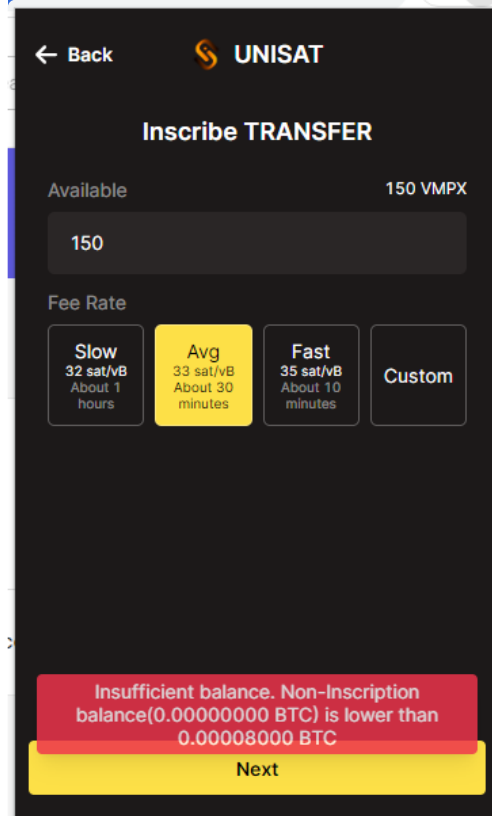 ← Back
UNISAT
Inscribe TRANSFER
Available 150 VMPX
150
Fee Rate
Slow
32 sat/vB
About 1
hours
Avg
33 sat/vB
About 30
minutes
Fast
35 sat/vB
About 10
minutes
Custom
Insufficient balance. Non-Inscription
balance(0.00000000 BTC) is lower than
0.00008000 BTC
Next